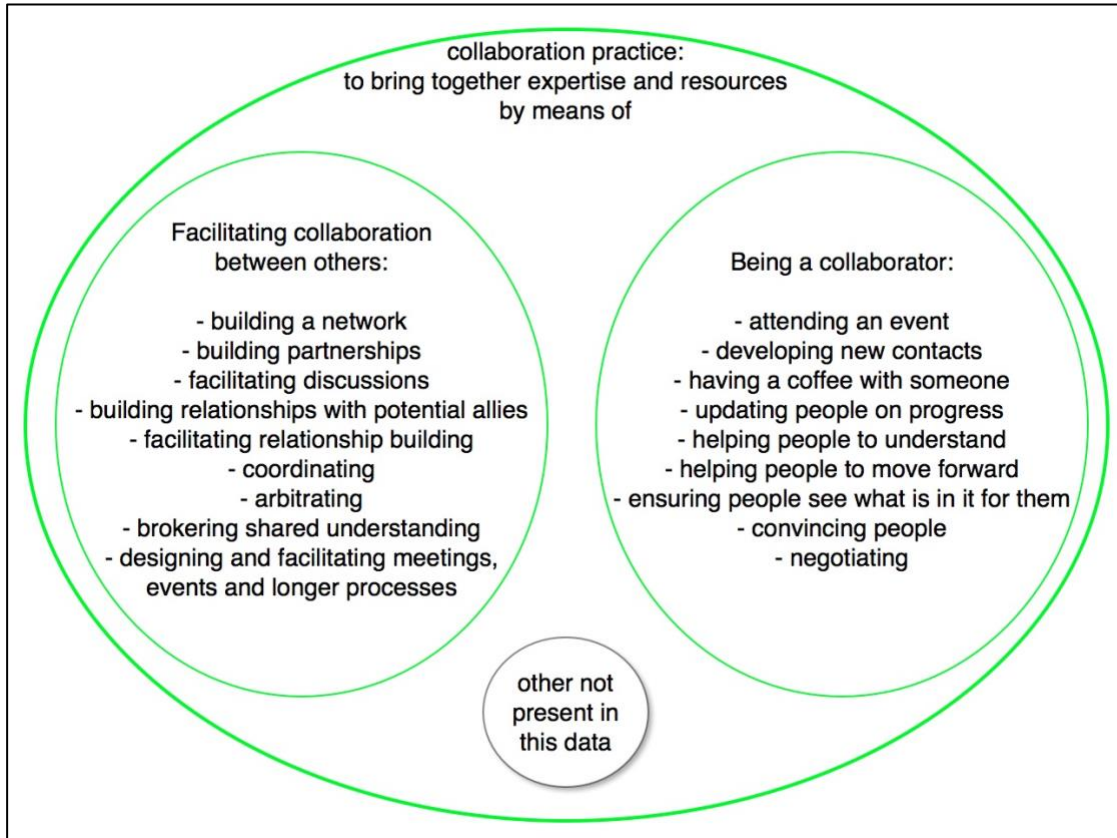 collaboration practice:
to bring together expertise and resources
by means of
Facilitating collaboration
between others:
- building a network
- building partnerships
- facilitating discussions
- building relationships with potential allies
- facilitating relationship building
- coordinating
- arbitrating
- brokering shared understanding
- designing and facilitating meetings,
events and longer processes
Being a collaborator:
- attending an event
- developing new contacts
- having a coffee with someone
- updating people on progress
- helping people to understand
- helping people to move forward
- ensuring people see what is in it for them
- convincing people
- negotiating
other not
present in
this data